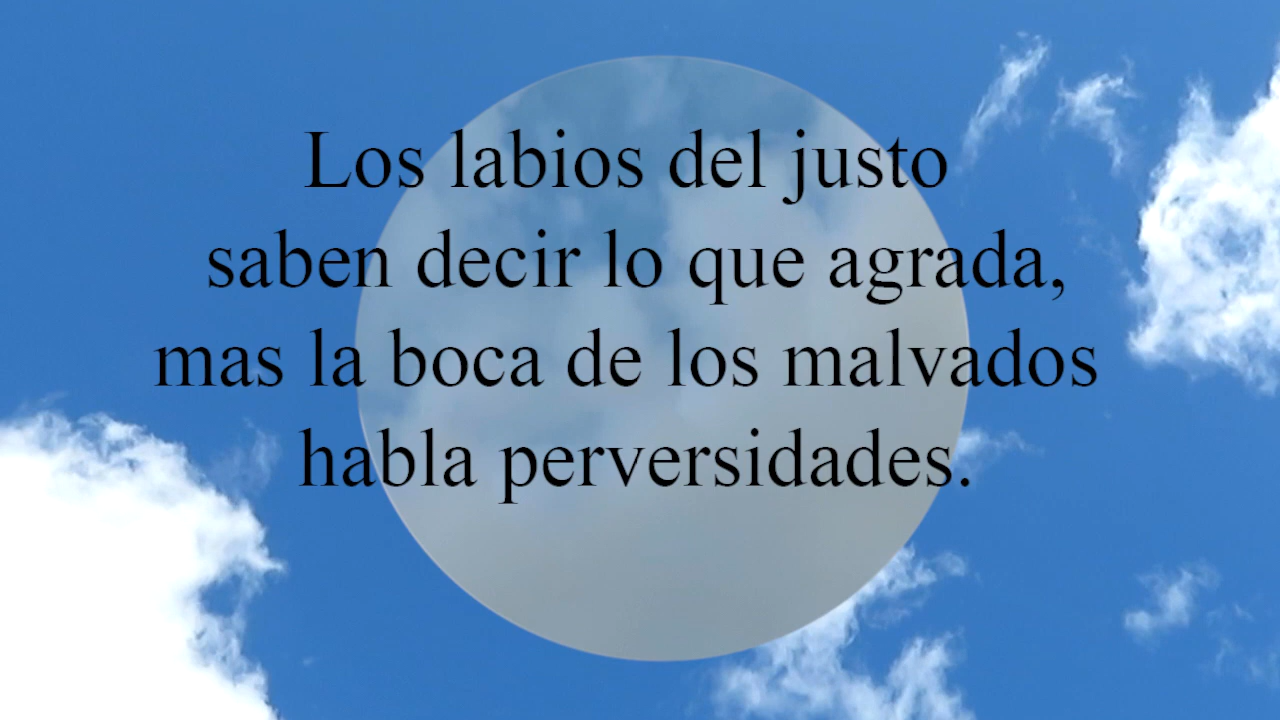 Los labios del justo
saben decir lo que agrada,
mas la boca de los malvados
habla perversidades.